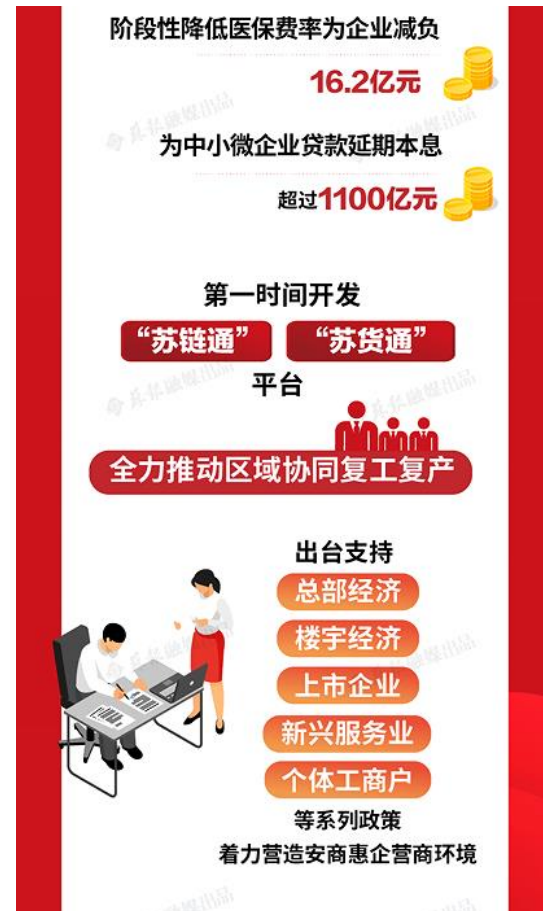 阶段性降低医保费率为企业减负
16.2亿元
为中小微企业贷款延期本息
超过1100亿元
第一时间开发
“苏链通” “苏货通”
平台
全力推动区域协同复工复产
出台支持
总部经济
楼宇经济
上市企业
新兴服务业
个体工商户
等系列政策
着力营造安商惠企营商环境